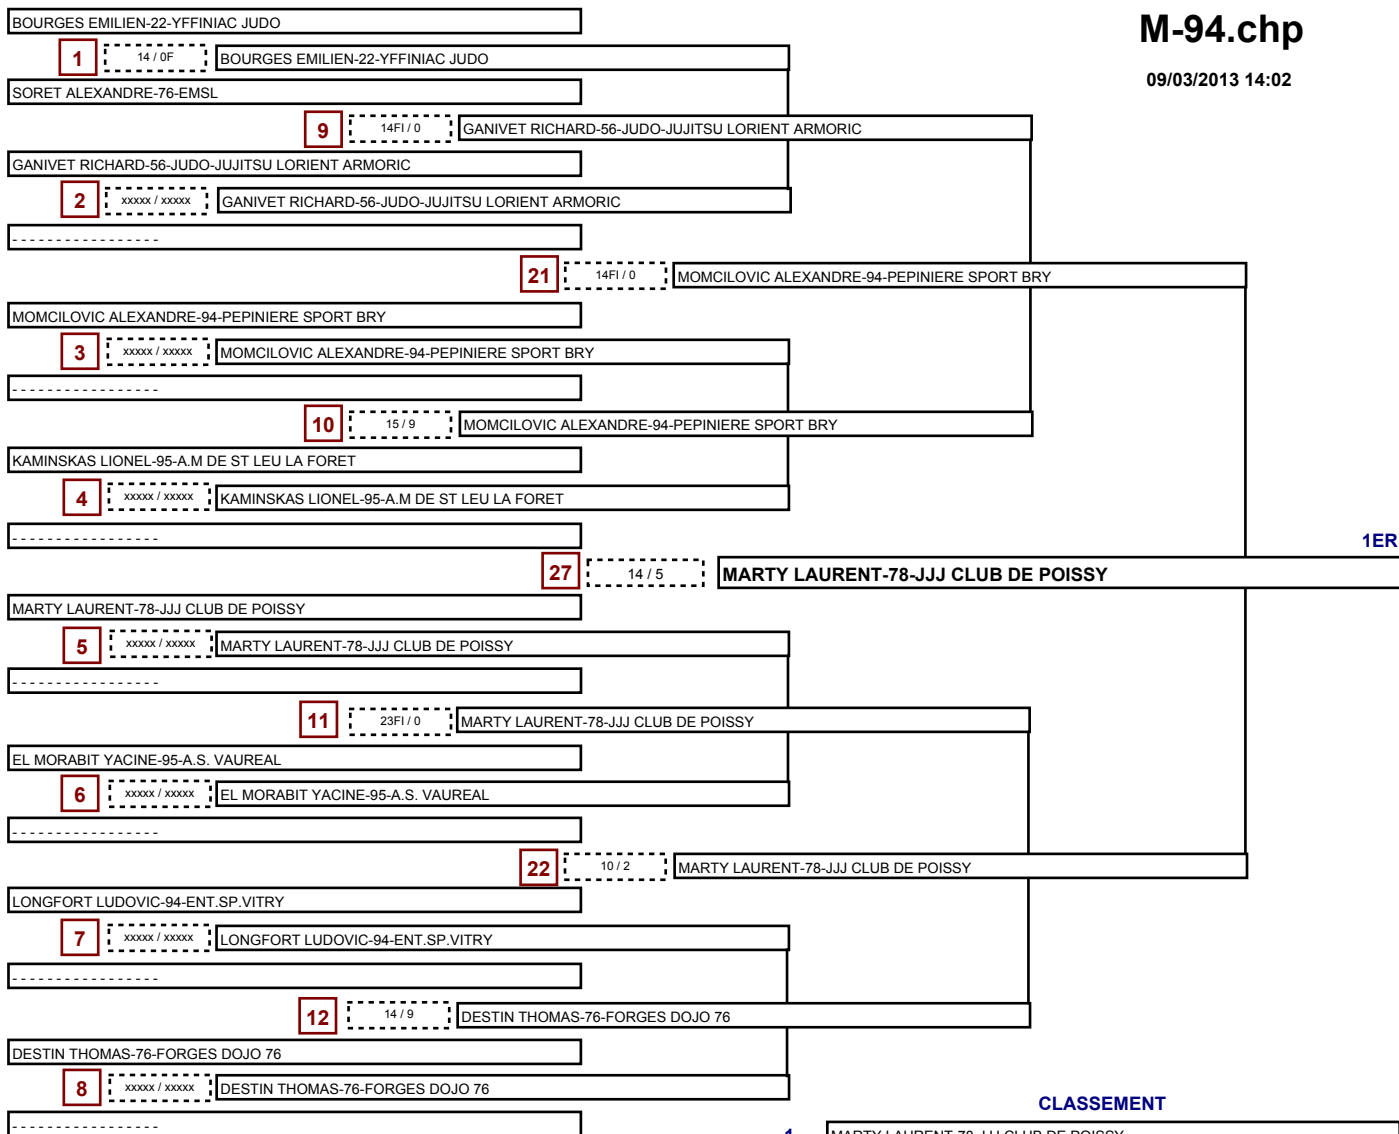 BOURGES EMILIEN-22-YFFINIAC JUDO
M-94.chp
1 14 / 0F BOURGES EMILIEN-22-YFFINIAC JUDO
09/03/2013 14:02
SORET ALEXANDRE-76-EMSL
9 14FI / 0 GANIVET RICHARD-56-JUDO-JUJITSU LORIENT ARMORIC
GANIVET RICHARD-56-JUDO-JUJITSU LORIENT ARMORIC
2 xxxxx / xxxxx GANIVET RICHARD-56-JUDO-JUJITSU LORIENT ARMORIC
- - - - - - - - - - - - - - - - -
21 14FI / 0 MOMCILOVIC ALEXANDRE-94-PEPINIERE SPORT BRY
MOMCILOVIC ALEXANDRE-94-PEPINIERE SPORT BRY
3 xxxxx / xxxxx MOMCILOVIC ALEXANDRE-94-PEPINIERE SPORT BRY
- - - - - - - - - - - - - - - - -
10 15 / 9 MOMCILOVIC ALEXANDRE-94-PEPINIERE SPORT BRY
KAMINSKAS LIONEL-95-A.M DE ST LEU LA FORET
4 xxxxx / xxxxx KAMINSKAS LIONEL-95-A.M DE ST LEU LA FORET
- - - - - - - - - - - - - - - - -
1ER
27 14 / 5 MARTY LAURENT-78-JJJ CLUB DE POISSY
MARTY LAURENT-78-JJJ CLUB DE POISSY
5 xxxxx / xxxxx MARTY LAURENT-78-JJJ CLUB DE POISSY
- - - - - - - - - - - - - - - - -
11 23FI / 0 MARTY LAURENT-78-JJJ CLUB DE POISSY
EL MORABIT YACINE-95-A.S. VAUREAL
6 xxxxx / xxxxx EL MORABIT YACINE-95-A.S. VAUREAL
- - - - - - - - - - - - - - - - -
22 10 / 2 MARTY LAURENT-78-JJJ CLUB DE POISSY
LONGFORT LUDOVIC-94-ENT.SP.VITRY
7 xxxxx / xxxxx LONGFORT LUDOVIC-94-ENT.SP.VITRY
- - - - - - - - - - - - - - - - -
12 14 / 9 DESTIN THOMAS-76-FORGES DOJO 76
DESTIN THOMAS-76-FORGES DOJO 76
8 xxxxx / xxxxx DESTIN THOMAS-76-FORGES DOJO 76
CLASSEMENT
- - - - - - - - - - - - - - - - -
1 MARTY LAURENT-78-JJJ CLUB DE POISSY